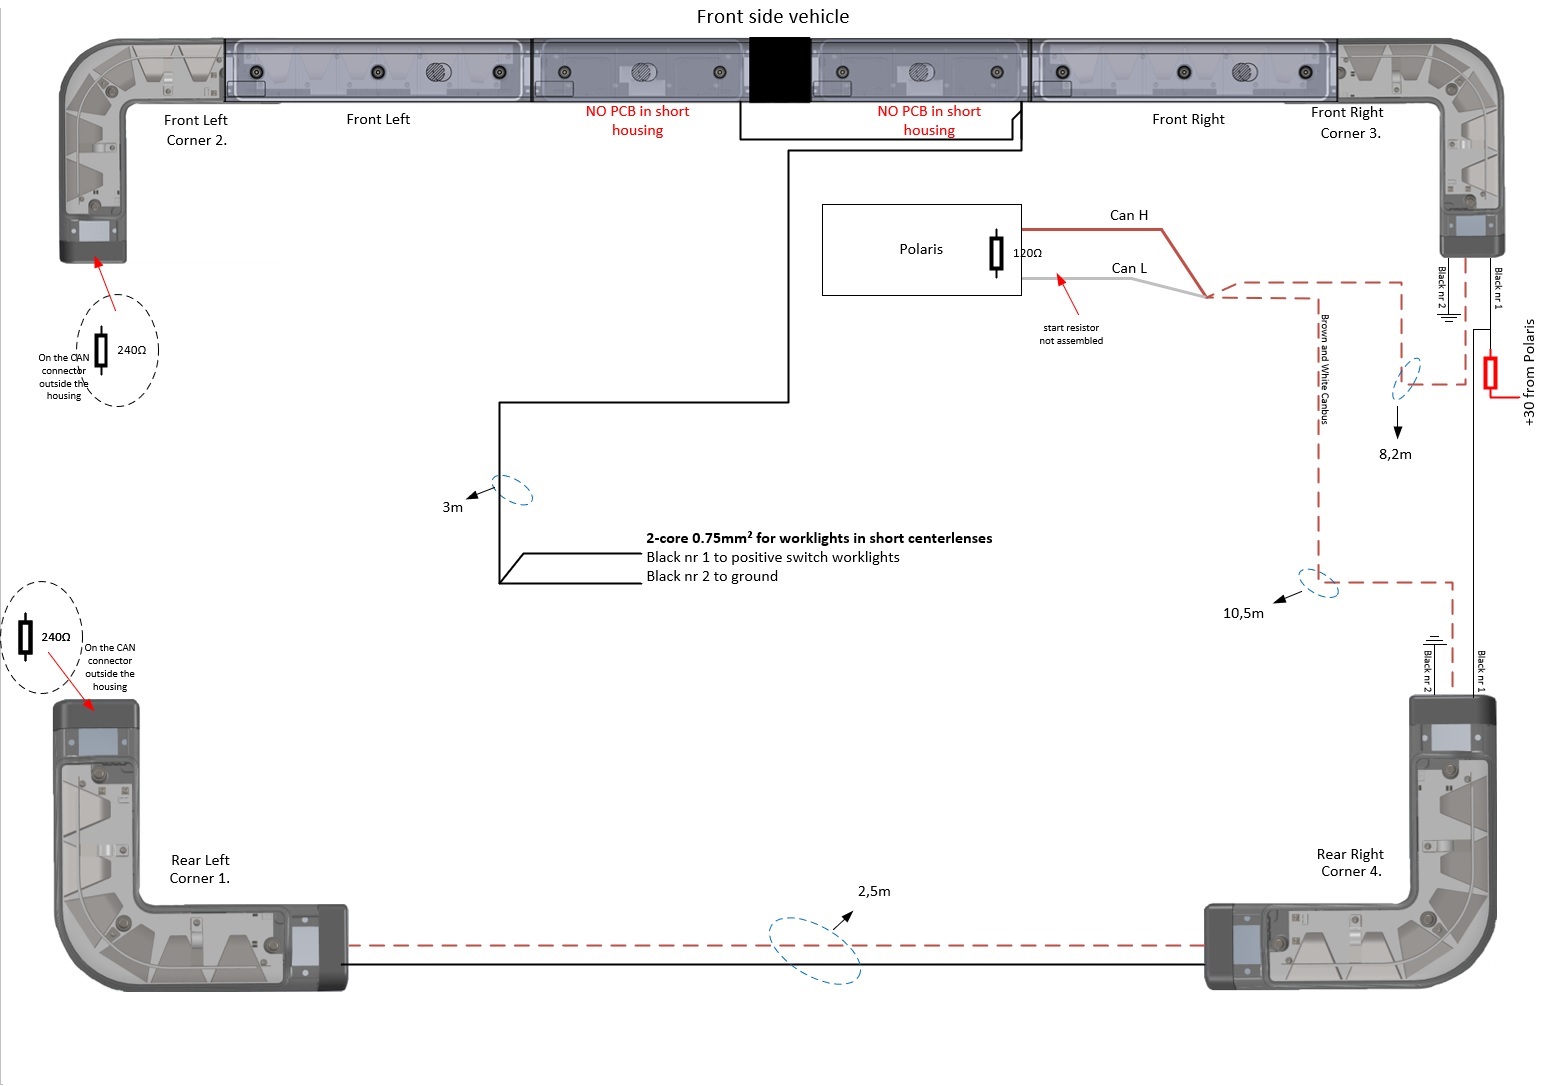 Front side vehicle
Front Left
Corner 2.
Front Left
NO PCB in short
housing
NO PCB in short
housing
Front Right
Front Right
Corner 3.
Polaris
120Ω
Can H
Can L
start resistor
not assembled
Black nr 2
Black nr 1
+30 from Polaris
Brown and White Canbus
8,2m
240Ω
On the CAN
connector
outside the
housing
3m
2-core 0.75mm² for worklights in short centerlenses
Black nr 1 to positive switch worklights
Black nr 2 to ground
10,5m
240Ω
On the CAN
connector
outside the
housing
Black nr 2
Black nr 1
Rear Left
Corner 1.
2,5m
Rear Right
Corner 4.